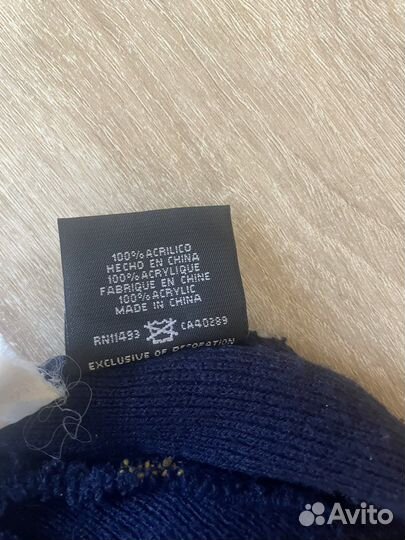 100% ACRILICO
HECHO EN CHINA
100% ACRYLIQUE
FABRIQUE EN CHINE
100% ACRYLIC
MADE IN CHINA
RN11493 CA40289
EXCLUSIVE OF DECORATION
Avito